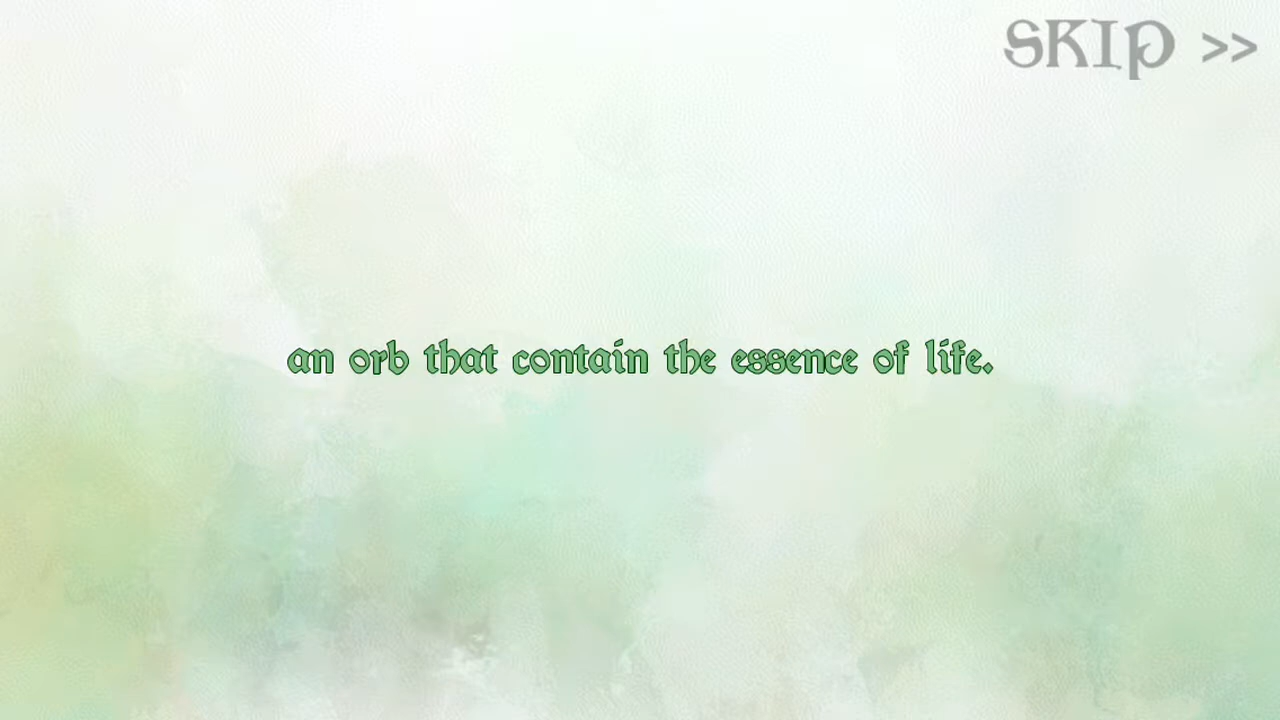 SKIP >>
an orb that contain the essence of life.